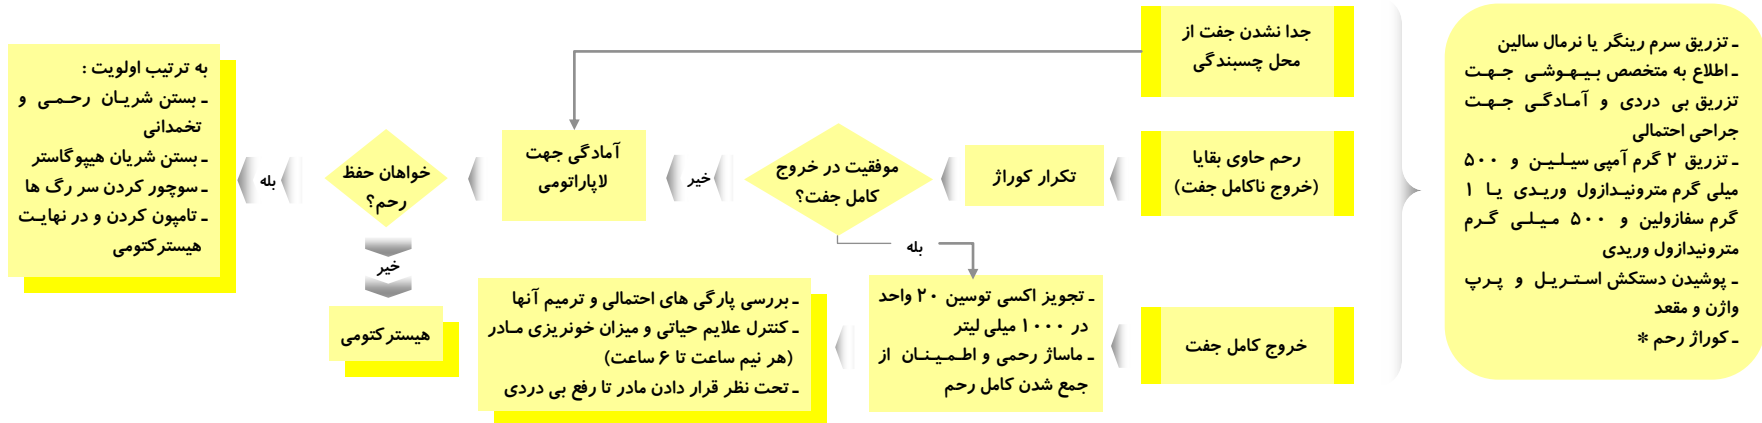 ـ تزریق سرم رینگر یا نرمال سالین
ـ اطلاع به متخصص بیهوشی جهت
تزریق بی دردی و آمادگی جهت
جراحی احتمالی
ـ تزریق ۲ گرم آمپی سیلین و ۵۰۰
میلی گرم مترونیدازول وریدی یا ۱
گرم سفازولین و ۵۰۰ میلی گرم
مترونیدازول وریدی
ـ پوشیدن دستکش استریل و پرپ
واژن و مقعد
ـ کوراژ رحم *
جدا نشدن جفت از
محل چسبندگی
رحم حاوی بقایا
(خروج ناکامل جفت)
تکرار کوراژ
موفقیت در خروج
کامل جفت؟
خیر
آمادگی جهت
لاپاراتومی
خواهان حفظ
رحم؟
بله
به ترتیب اولویت :
ـ بستن شریان رحمی و
تخمدانی
ـ بستن شریان هیپوگاستر
ـ سوچور کردن سر رگ ها
ـ تامپون کردن و در نهایت
هیسترکتومی
خیر
هیسترکتومی
بله
خروج کامل جفت
ـ تجویز اکسی توسین ۲۰ واحد
در ۱۰۰۰ میلی لیتر
ـ ماساژ رحمی و اطمینان از
جمع شدن کامل رحم
ـ بررسی پارگی های احتمالی و ترمیم آنها
ـ کنترل علایم حیاتی و میزان خونریزی مادر
(هر نیم ساعت تا ۶ ساعت)
ـ تحت نظر قرار دادن مادر تا رفع بی دردی